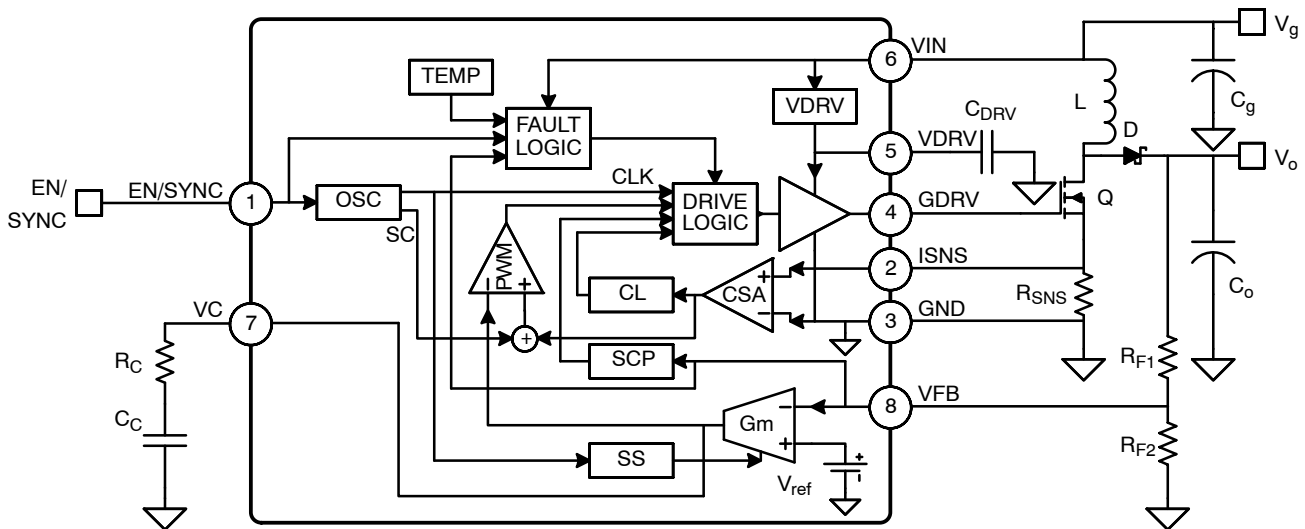 6
VIN
Vg
TEMP
VDRV
CDRV
L
Cg
FAULT
LOGIC
5
VDRV
D
Vo
EN/
SYNC
EN/SYNC
1
OSC
CLK
DRIVE
LOGIC
4
GDRV
Q
SC
PWM
−
+
CL
CSA
+
−
2
ISNS
RSNS
Co
VC
7
+
3
GND
RC
SCP
RF1
CC
Gm
−
+
8
VFB
SS
Vref
+
-
RF2